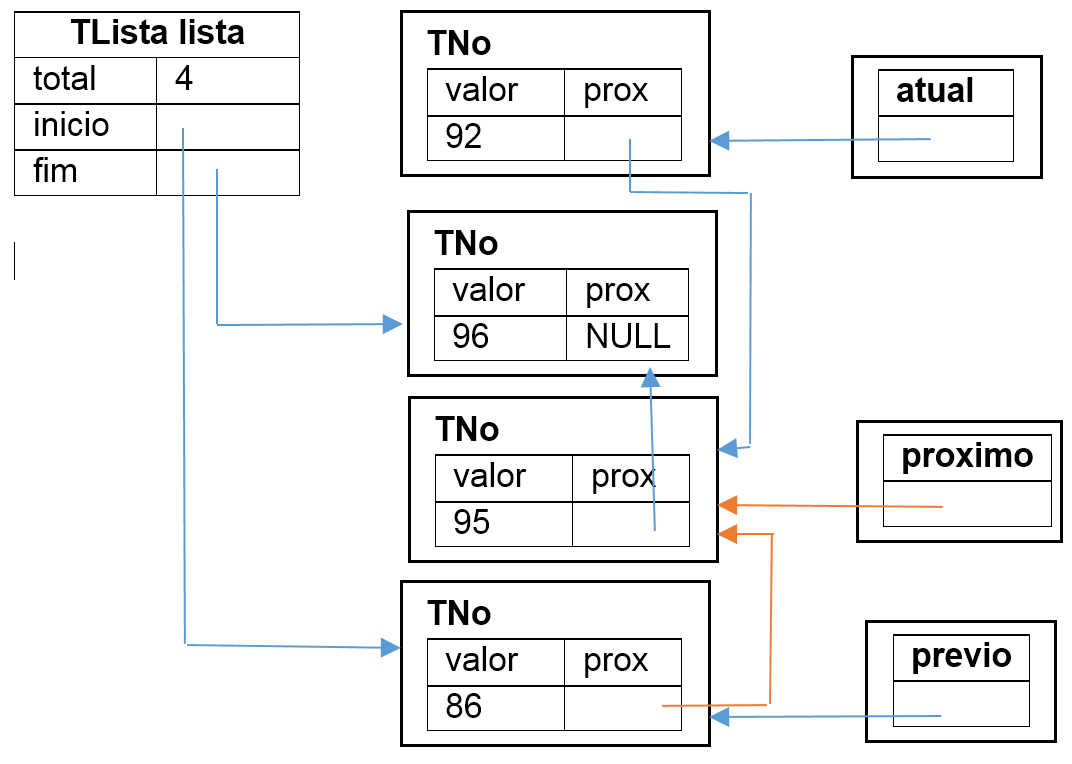 TLista lista
total 4
inicio
fim
TNo
valor prox
92
atual
TNo
valor prox
96 NULL
TNo
valor prox
95
proximo
TNo
valor prox
86
previo